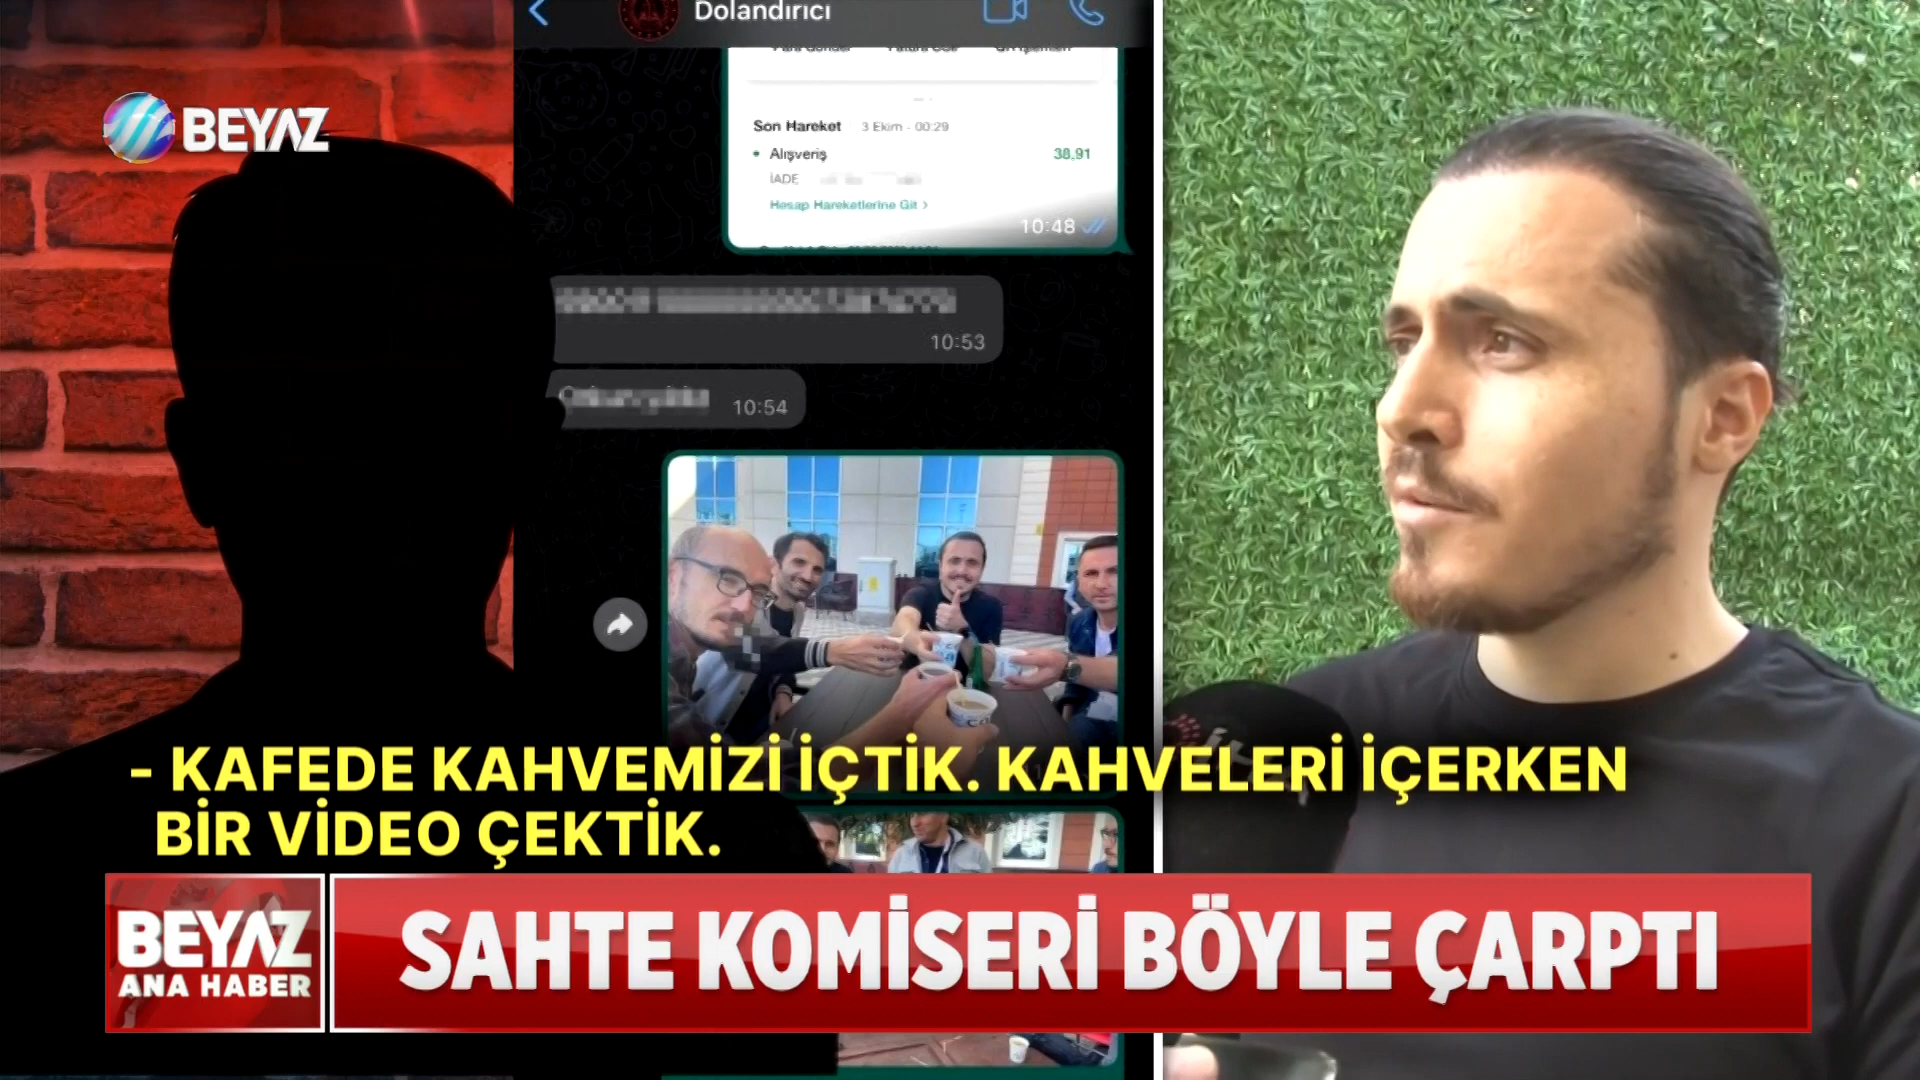 Dolandırıcı
Para Gönder
BEYAZ
Son Hareket 3 Ekim - 00:29
Alışveriş 38,91
İADE
Hesap Hareketlerine Git >
10:48
10:53
10:54
- KAFEDE KAHVEMİZİ İÇTİK. KAHVELERİ İÇERKEN
BİR VİDEO ÇEKTİK.
BEYAZ
ANA HABER
SAHTE KOMİSERİ BÖYLE ÇARPTI